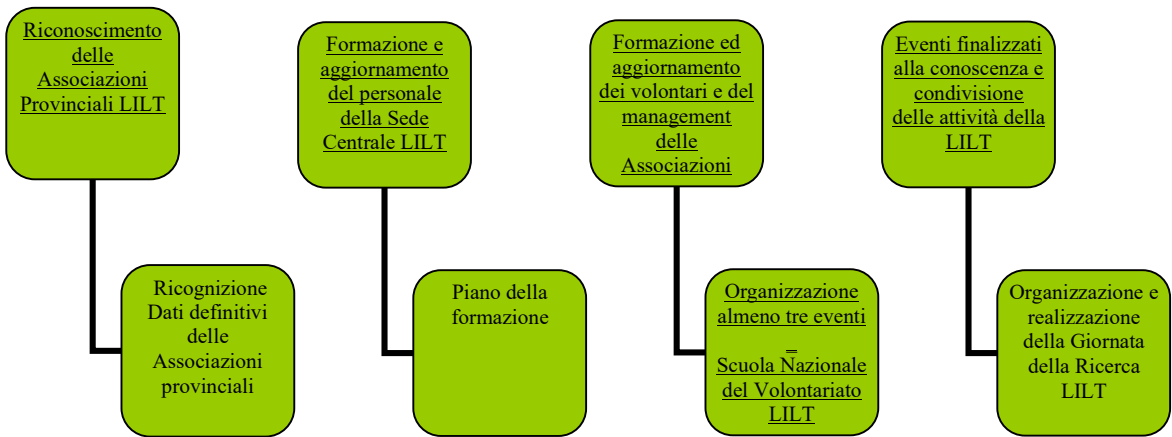 Riconoscimento
delle
Associazioni
Provinciali LILT
Formazione e
aggiornamento
del personale
della Sede
Centrale LILT
Formazione ed
aggiornamento
dei volontari e del
management
delle
Associazioni
Eventi finalizzati
alla conoscenza e
condivisione
delle attività della
LILT
Ricognizione
Dati definitivi
delle
Associazioni
provinciali
Piano della
formazione
Organizzazione
almeno tre eventi
–
Scuola Nazionale
del Volontariato
LILT
Organizzazione e
realizzazione
della Giornata
della Ricerca
LILT